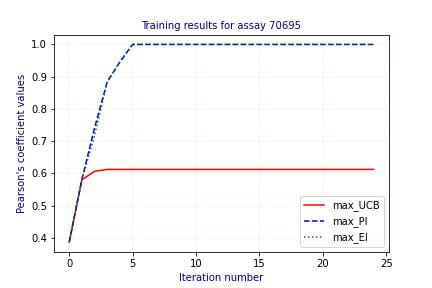 Training results for assay 70695
Pearson's coefficient values
1.0
0.9
0.8
0.7
0.6
0.5
0.4
max_UCB
max_PI
max_EI
0 5 10 15 20 25
Iteration number